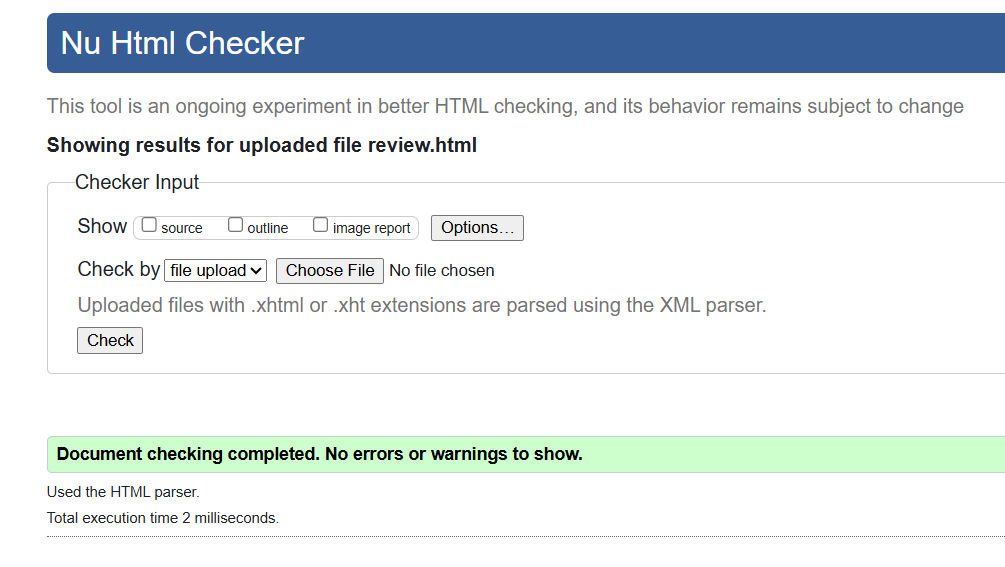 Nu Html Checker
This tool is an ongoing experiment in better HTML checking, and its behavior remains subject to change
Showing results for uploaded file review.html
Checker Input
Show source outline image report Options...
Check by file upload Choose File No file chosen
Uploaded files with .xhtml or .xht extensions are parsed using the XML parser.
Check
Document checking completed. No errors or warnings to show.
Used the HTML parser.
Total execution time 2 milliseconds.